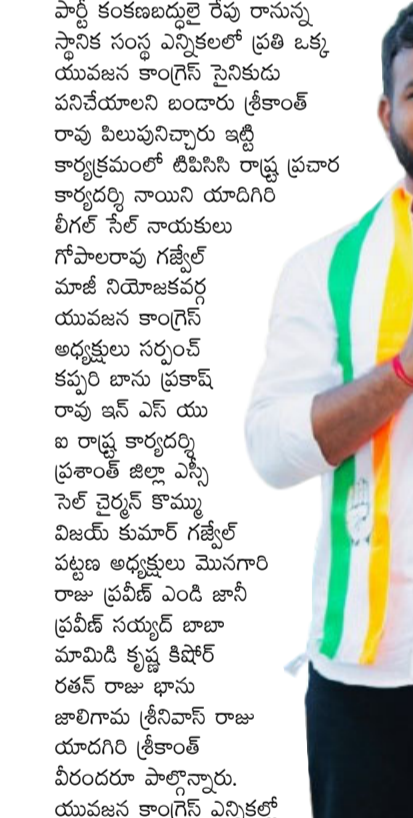 పార్టీ కంకణబద్ధులై రేపు రానున్న
స్థానిక సంస్థ ఎన్నికలలో ప్రతి ఒక్క
యువజన కాంగ్రెస్ సైనికుడు
పనిచేయాలని బండారు శ్రీకాంత్
రావు పిలుపునిచ్చారు ఇట్టి
కార్యక్రమంలో టిపిసిసి రాష్ట్ర ప్రచార
కార్యదర్శి నాయిని యాదిగిరి
లీగల్ సేల్ నాయకులు
గోపాలరావు గజ్వేల్
మాజీ నియోజకవర్గ
యువజన కాంగ్రెస్
అధ్యక్షులు సర్పంచ్
కప్పరి బాను ప్రకాష్
రావు ఇన్ ఎస్ యు
ఐ రాష్ట్ర కార్యదర్శి
ప్రశాంత్ జిల్లా ఎస్సీ
సెల్ చైర్మన్ కొమ్ము
విజయ్ కుమార్ గజ్వేల్
పట్టణ అధ్యక్షులు మొనగారి
రాజు ప్రవీణ్ ఎండి జానీ
ప్రవీణ్ సయ్యద్ బాబా
మామిడి కృష్ణ కిషోర్
రతన్ రాజు భాను
జాలిగామ శ్రీనివాస్ రాజు
యాదగిరి శ్రీకాంత్
వీరందరూ పాల్గొన్నారు.
యువజన కాంగ్రెస్ ఎన్నికల్లో